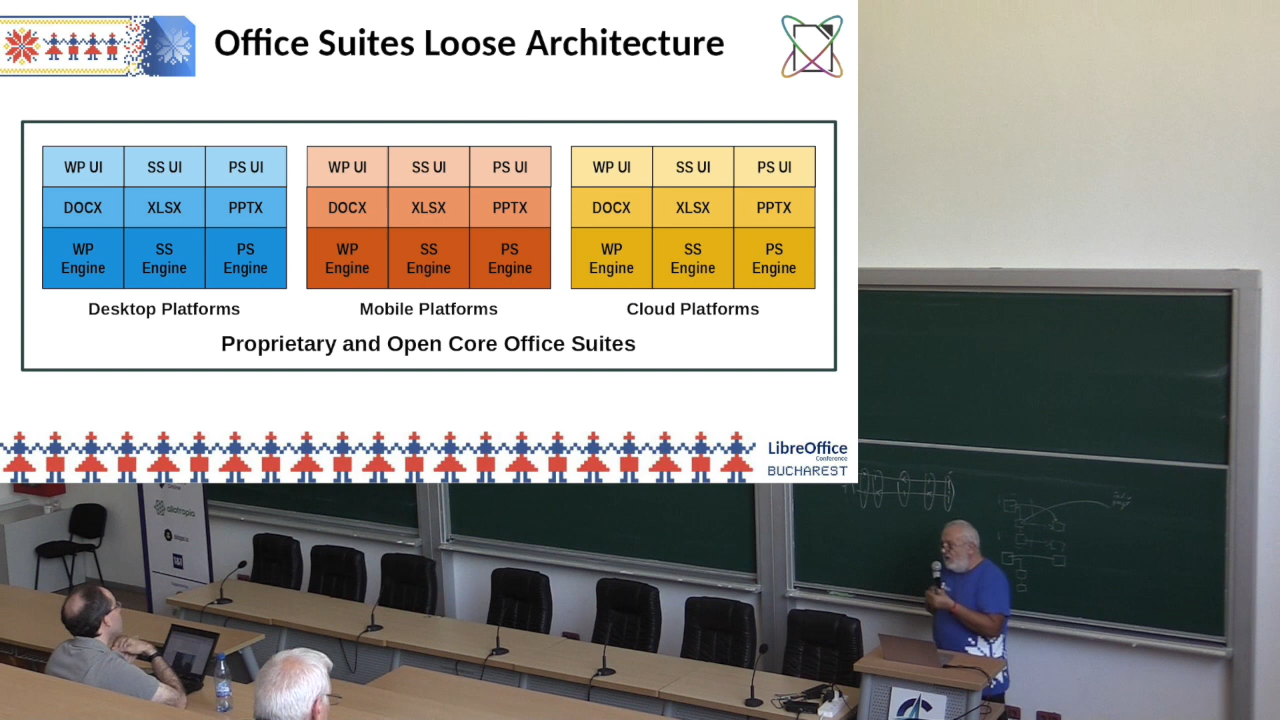 Office Suites Loose Architecture
WP UI SS UI PS UI
DOCX XLSX PPTX
WP Engine SS Engine PS Engine
Desktop Platforms
WP UI SS UI PS UI
DOCX XLSX PPTX
WP Engine SS Engine PS Engine
Mobile Platforms
WP UI SS UI PS UI
DOCX XLSX PPTX
WP Engine SS Engine PS Engine
Cloud Platforms
Proprietary and Open Core Office Suites
LibreOffice
Conference
BUCHAREST
allotropia